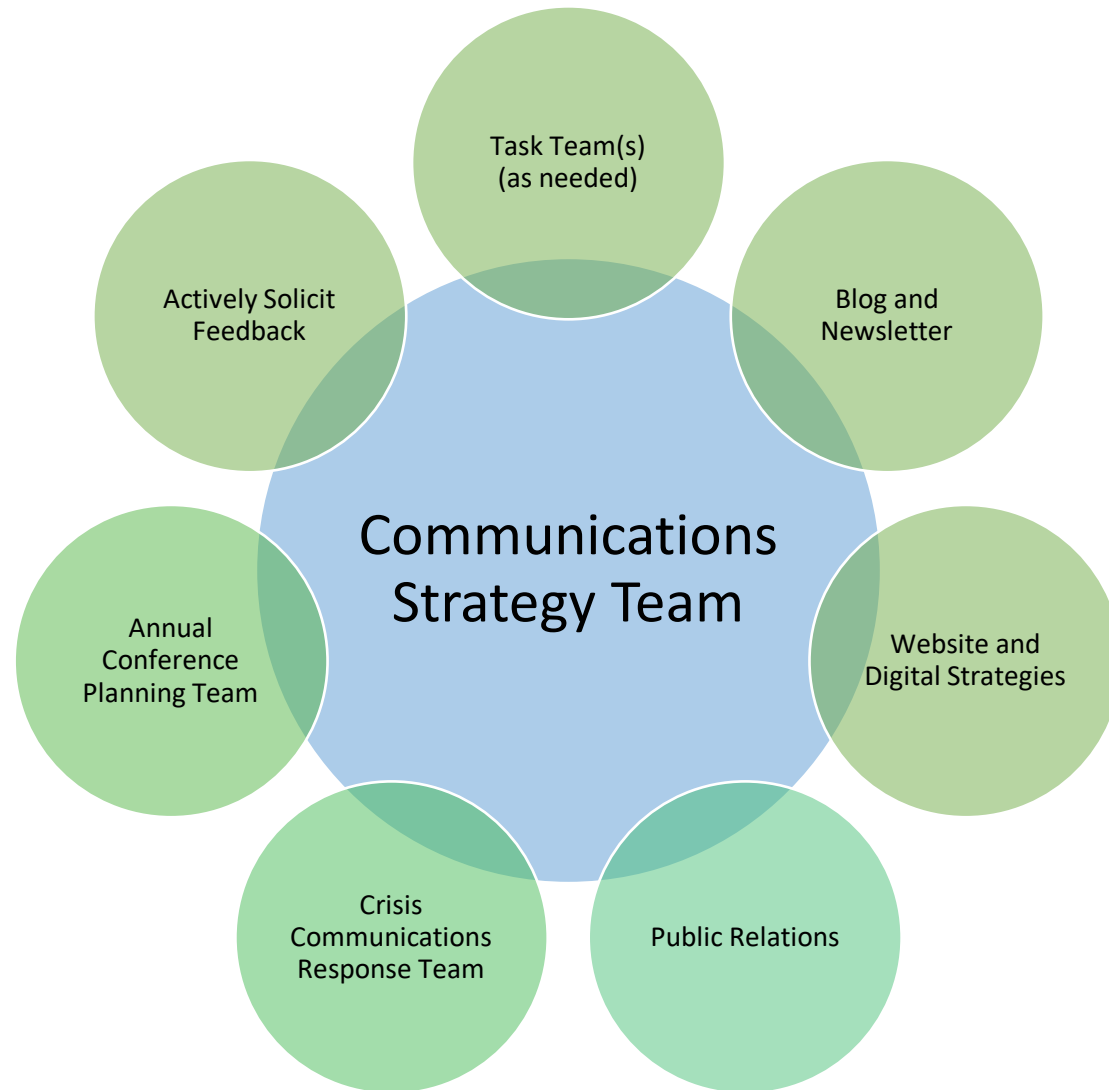 Task Team(s)
(as needed)
Blog and
Newsletter
Website and
Digital Strategies
Public Relations
Crisis
Communications
Response Team
Annual
Conference
Planning Team
Actively Solicit
Feedback
Communications
Strategy Team